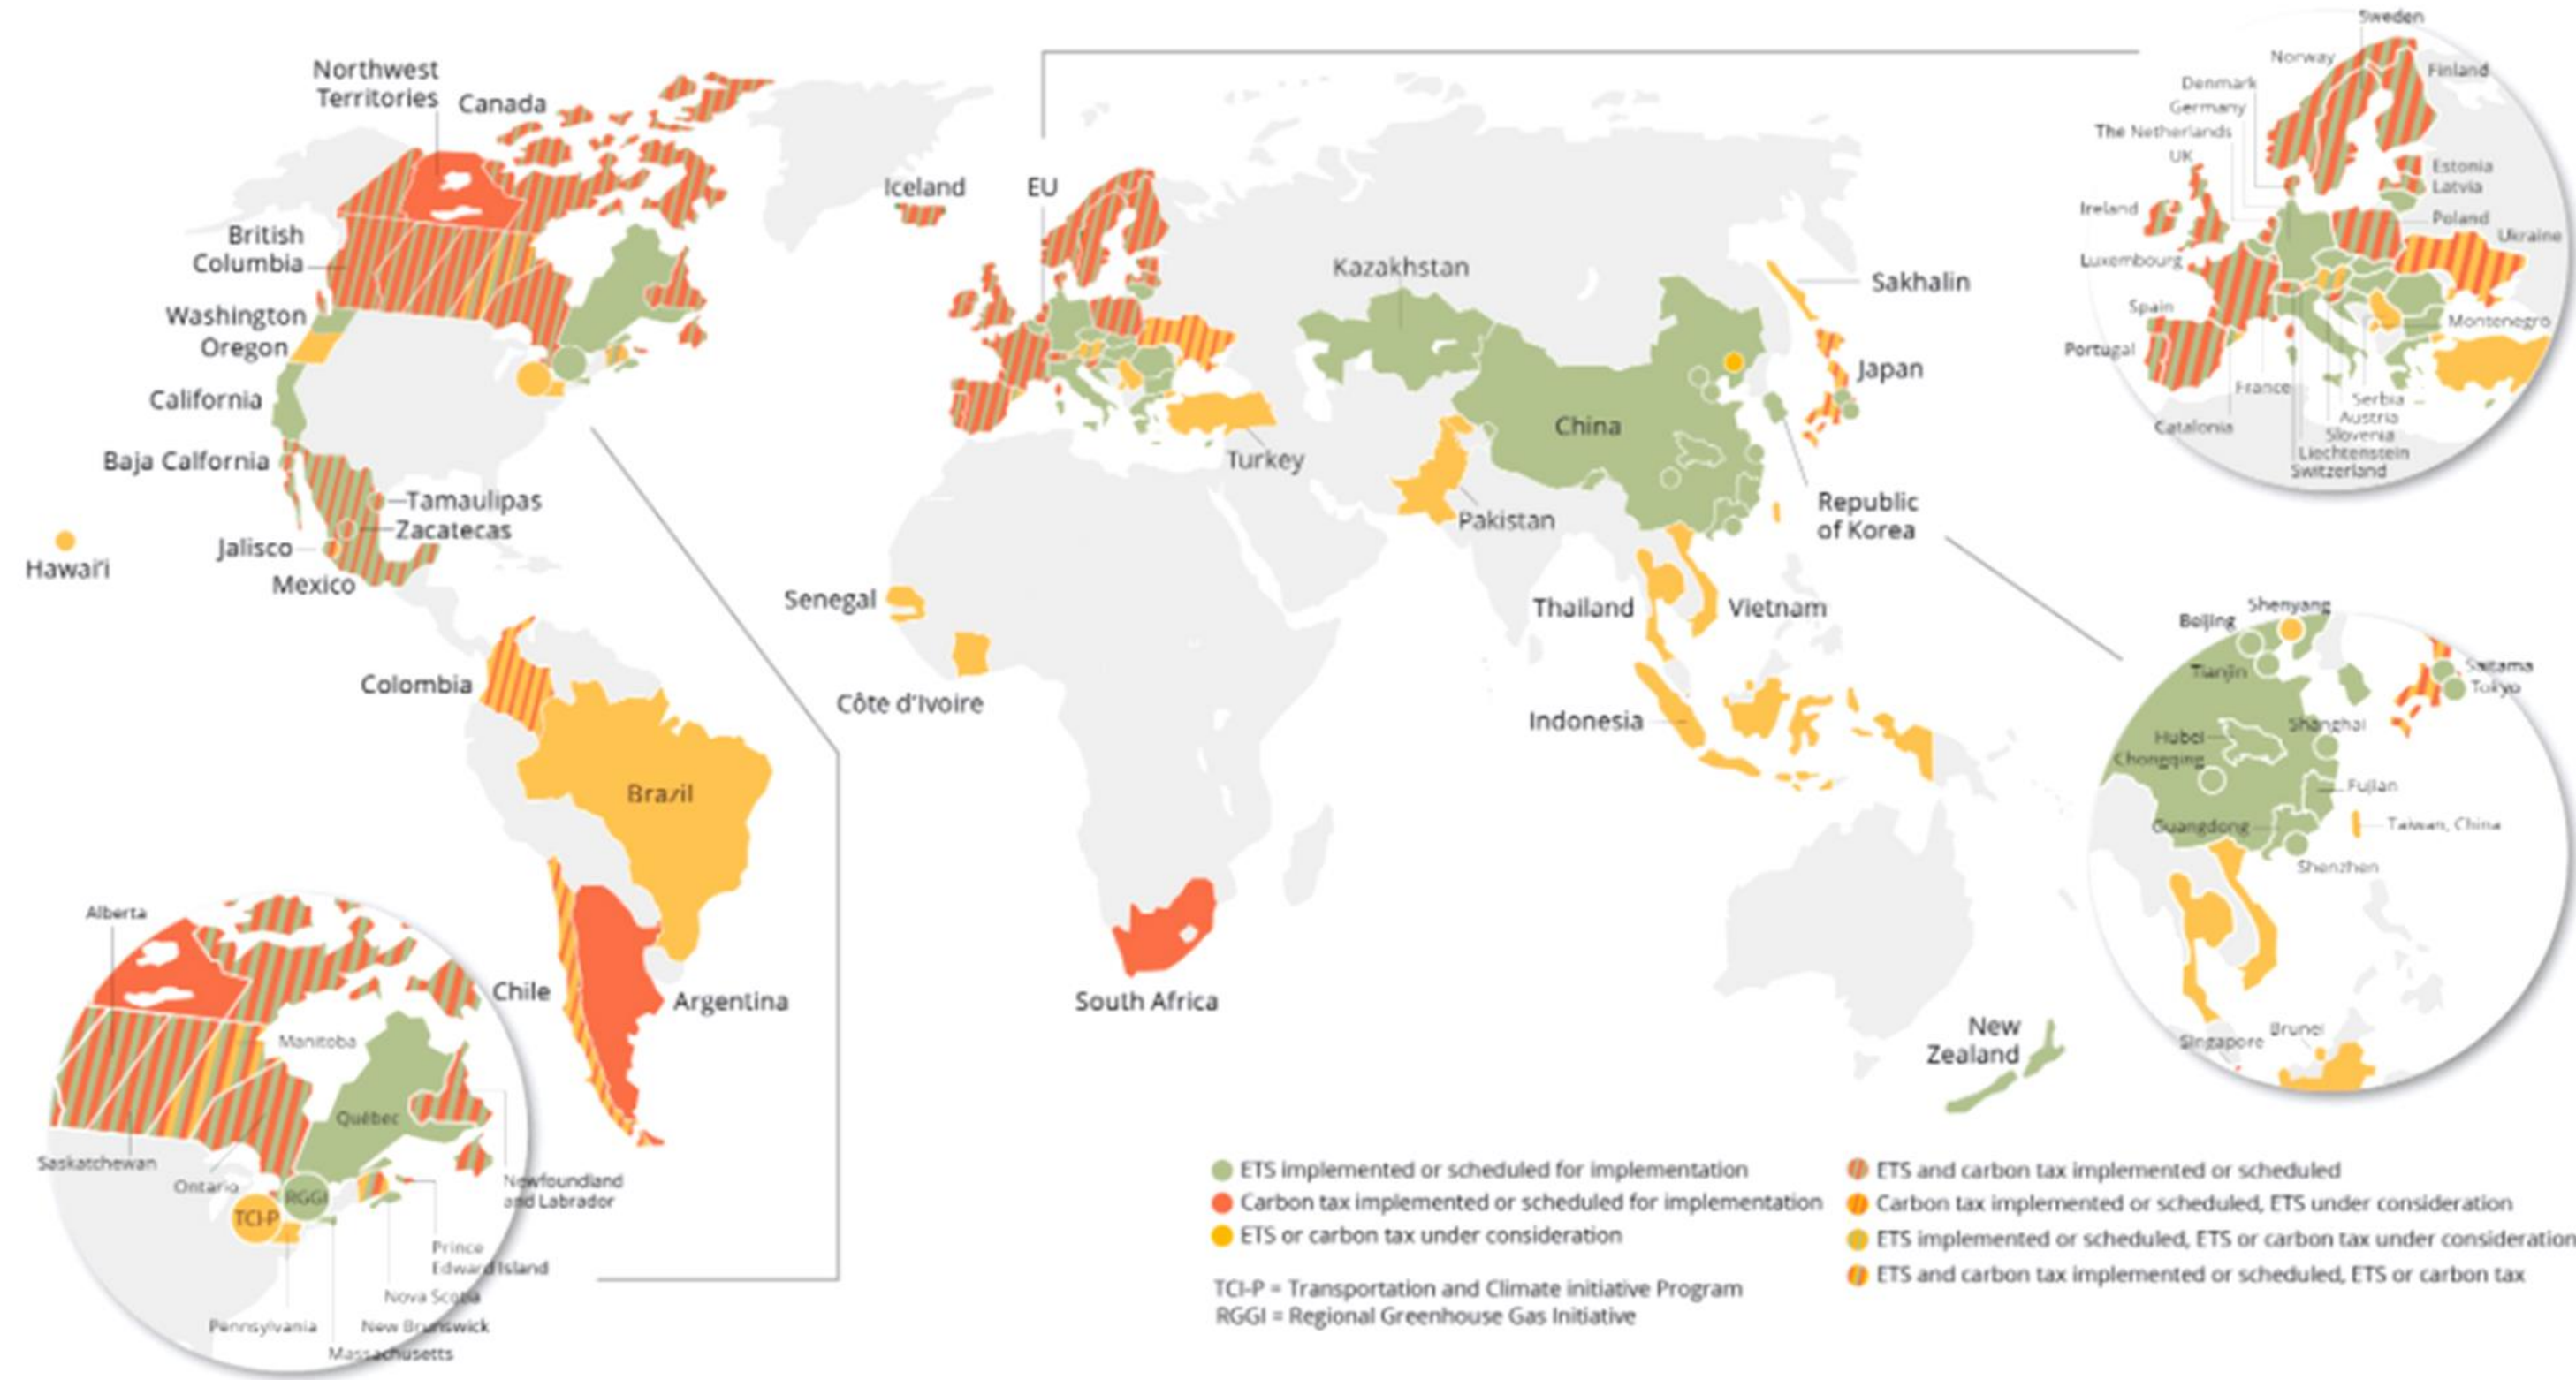 Northwest
Territories
Canada
British
Columbia
Washington
Oregon
California
Baja Calfornia
Tamaulipas
Zacatecas
Jalisco
Mexico
Hawai'i
Colombia
Brazil
Chile
Argentina
Iceland
EU
Kazakhstan
China
Turkey
Pakistan
Sakhalin
Japan
Republic
of Korea
Senegal
Côte d'Ivoire
Thailand
Vietnam
Indonesia
South Africa
New
Zealand
Sweden
Norway
Finland
Denmark
Germany
The Netherlands
UK
Estonia
Latvia
Ireland
Poland
Ukraine
Luxembourg
Spain
Montenegro
Portugal
France
Serbia
Austria
Catalonia
Slovenia
Liechtenstein
Switzerland
Shenyang
Beijing
Tianjin
Saitama
Tokyo
Shanghai
Hubei
Chongqing
Fujian
Guangdong
Taiwan, China
Shenzhen
Brunei
Singapore
Alberta
Manitoba
Québec
Saskatchewan
Ontario
RGGI
TCI-P
Newfoundland
and Labrador
Prince
Edward Island
Nova Scotia
Pennsylvania
New Brunswick
Massachusetts
ETS implemented or scheduled for implementation
Carbon tax implemented or scheduled for implementation
ETS or carbon tax under consideration
TCI-P = Transportation and Climate initiative Program
RGGI = Regional Greenhouse Gas Initiative
ETS and carbon tax implemented or scheduled
Carbon tax implemented or scheduled, ETS under consideration
ETS implemented or scheduled, ETS or carbon tax under consideration
ETS and carbon tax implemented or scheduled, ETS or carbon tax